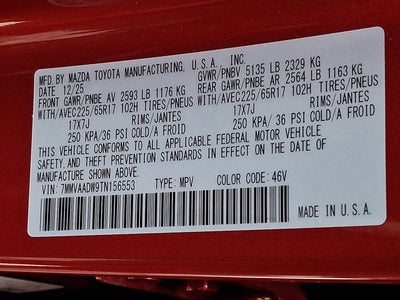 MFD.BY MAZDA TOYOTA MANUFACTURING, U.S.A., INC.
DATE 12/25 GVWR/PNBV 5135 LB 2329 KG
FRONT GAWR/PNBE AV 2593 LB 1176 KG REAR GAWR/PNBE AR 2564 LB 1163 KG
WITH/AVEC225/65R17 102H TIRES/PNEUS WITH/AVEC225/65R17 102H TIRES/PNEUS
17X7J RIMS/JANTES 17X7J RIMS/JANTES
250 KPA/36 PSI COLD/A FROID 250 KPA/36 PSI COLD/A FROID
THIS VEHICLE CONFORMS TO ALL APPLICABLE FEDERAL MOTOR VEHICLE
SAFETY.AND THEFT PREVENTION STANDARDS IN EFFECT ON THE DATE OF
MANUFACTURE SHOWN ABOVE.
VIN: 7MMVAADW9TN156553 TYPE: MPV COLOR CODE: 46V
MADE IN U.S.A.